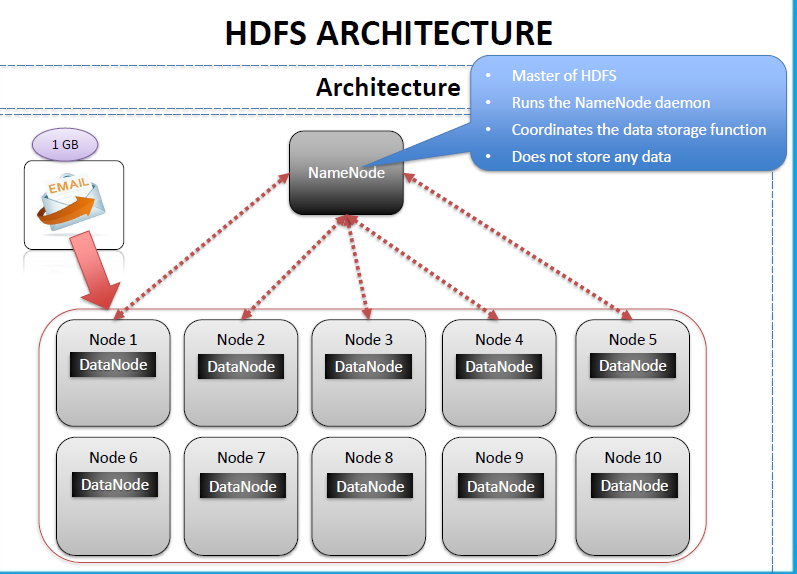 HDFS ARCHITECTURE
Architecture
• Master of HDFS
• Runs the NameNode daemon
• Coordinates the data storage function
• Does not store any data
1 GB
EMAIL
NameNode
Node 1
DataNode
Node 2
DataNode
Node 3
DataNode
Node 4
DataNode
Node 5
DataNode
Node 6
DataNode
Node 7
DataNode
Node 8
DataNode
Node 9
DataNode
Node 10
DataNode